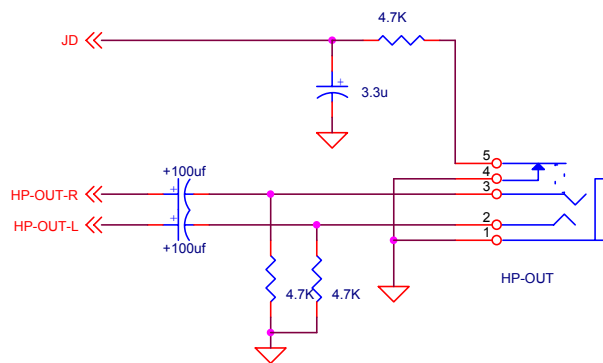 4.7K
JD
3.3u
+100uf
5
4
HP-OUT-R
3
HP-OUT-L
2
+100uf
1
4.7K
4.7K
HP-OUT